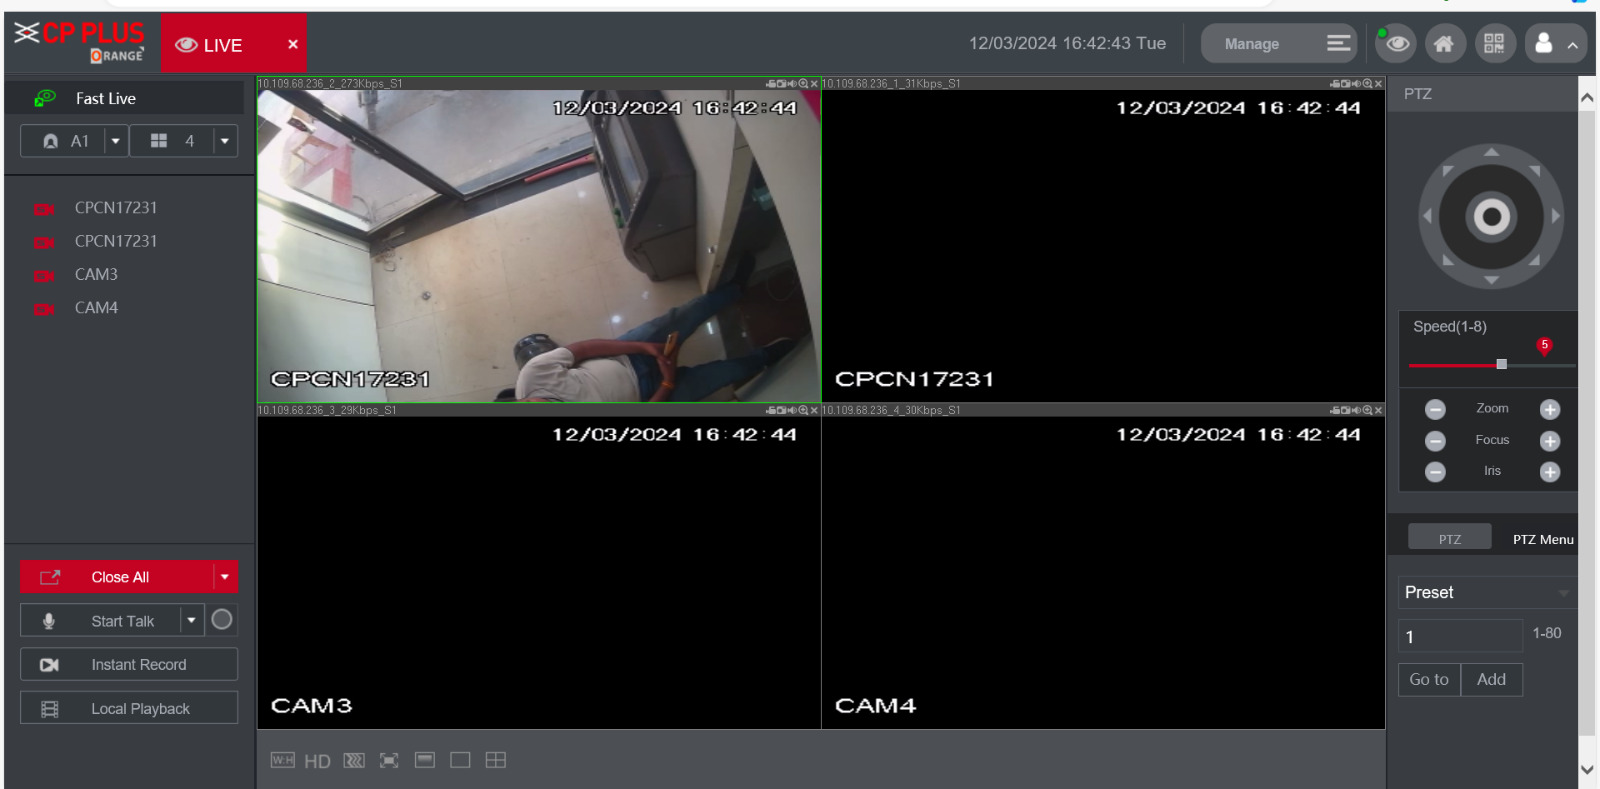 CP PLUS
ORANGE
LIVE
12/03/2024 16:42:43 Tue
Manage
Fast Live
A1
4
CPCN17231
CPCN17231
CAM3
CAM4
Close All
Start Talk
Instant Record
Local Playback
10.109.68.236_2_273Kbps_S1
12/03/2024 16:42:44
CPCN17231
10.109.68.236_1_31Kbps_S1
12/03/2024 16:42:44
CPCN17231
10.109.68.236_3_29Kbps_S1
12/03/2024 16:42:44
CAM3
10.109.68.236_4_30Kbps_S1
12/03/2024 16:42:44
CAM4
W:H
HD
PTZ
Speed(1-8)
5
Zoom
Focus
Iris
PTZ
PTZ Menu
Preset
1
1-80
Go to
Add